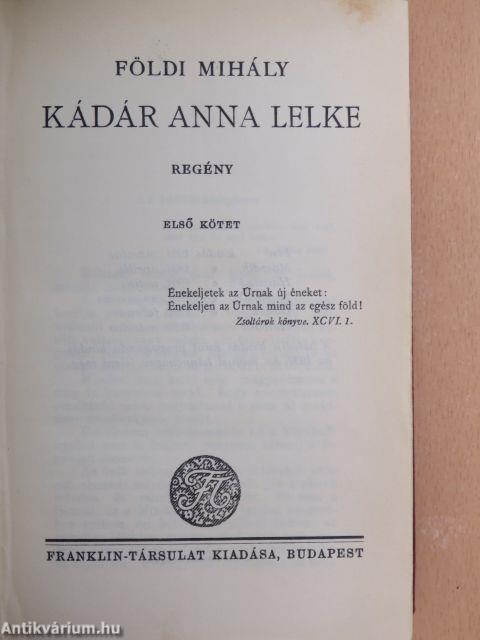 FÖLDI MIHÁLY
KÁDÁR ANNA LELKE
REGÉNY
ELSŐ KÖTET
Énekeljetek az Úrnak új éneket:
Énekeljen az Úrnak mind az egész föld!
Zsoltárok könyve. XCVI. 1.
FRANKLIN-TÁRSULAT KIADÁSA, BUDAPEST
Antikvárium.hu